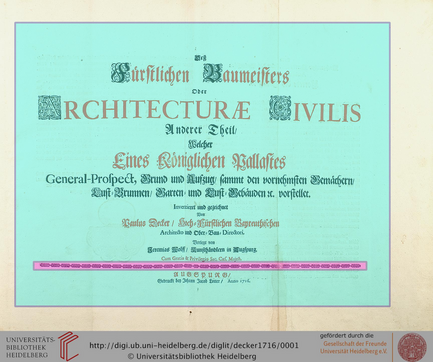 Deß
Fürstlichen Baumeisters
Oder
ARCHITECTURÆ CIVILIS
Anderer Theil/
Welcher
Eines Königlichen Pallastes
General-Prospect, Grund und Aufzug/ sammt den vornehmsten Gemächern/
Lust-Brunnen/ Garten- und Lust-Gebäuden ꝛc. vorstellet.
Inventiret und gezeichnet
Von
Paulus Decker/ Hoch-Fürstlichen Bayreuthischen
Architecto und Ober-Bau-Directori.
Verlegt von
Jeremias Wolff/ Kunsthändlern in Augspurg.
Cum Gratia & Privilegio Sac. Cæs. Majest.
AUGSPURG/
Gedruckt bey Abraham / Anno 1716.
UNIVERSITÄTS-
BIBLIOTHEK
HEIDELBERG
http://digi.ub.uni-heidelberg.de/diglit/decker1716/0001
© Universitätsbibliothek Heidelberg
gefördert durch die
Gesellschaft der Freunde
Universität Heidelberg e.V.